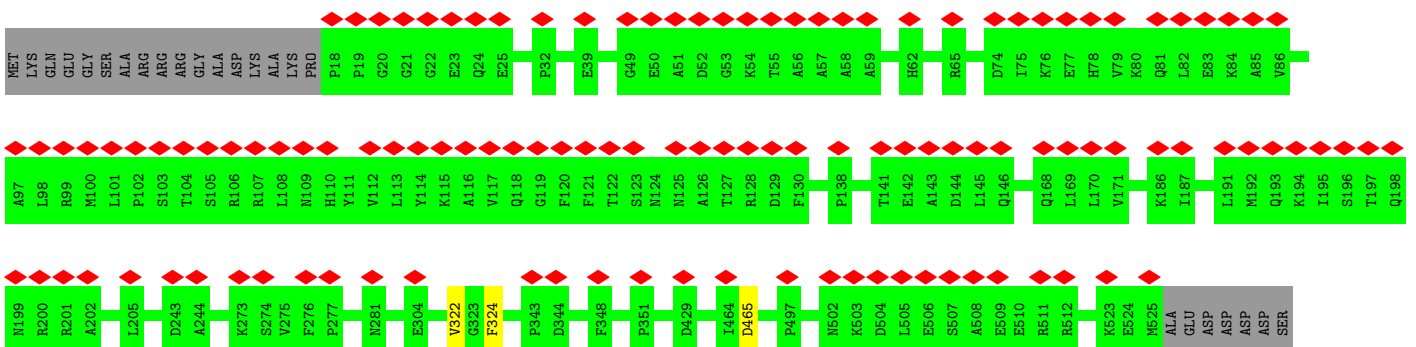 MET LYS GLN GLU GLY SER ALA ARG ARG ARG GLY ALA ASP LYS ALA LYS PRO P18 P19 G20 G21 G22 E23 Q24 E25 P32 E39 G49 E50 A51 D52 G53 K54 T55 A56 A57 A58 A59 H62 R65 D74 I75 K76 E77 H78 V79 K80 Q81 L82 E83 K84 A85 V86
A97 L98 R99 M100 L101 P102 S103 T104 S105 R106 R107 L108 N109 H110 Y111 V112 L113 Y114 K115 A116 V117 Q118 G119 F120 F121 T122 S123 N124 N125 A126 T127 R128 D129 F130 P138 T141 E142 A143 D144 L145 Q146 Q168 L169 L170 V171 K186 I187 L191 M192 Q193 K194 I195 S196 T197 Q198
N199 R200 R201 A202 L205 D243 A244 K273 S274 V275 P276 P277 N281 E304 V322 G323 F324 P343 D344 F348 P351 D429 I464 D465 P497 N502 K503 D504 L505 E506 S507 A508 E509 E510 R511 R512 K523 E524 M525 ALA GLU ASP ASP ASP ASP SER